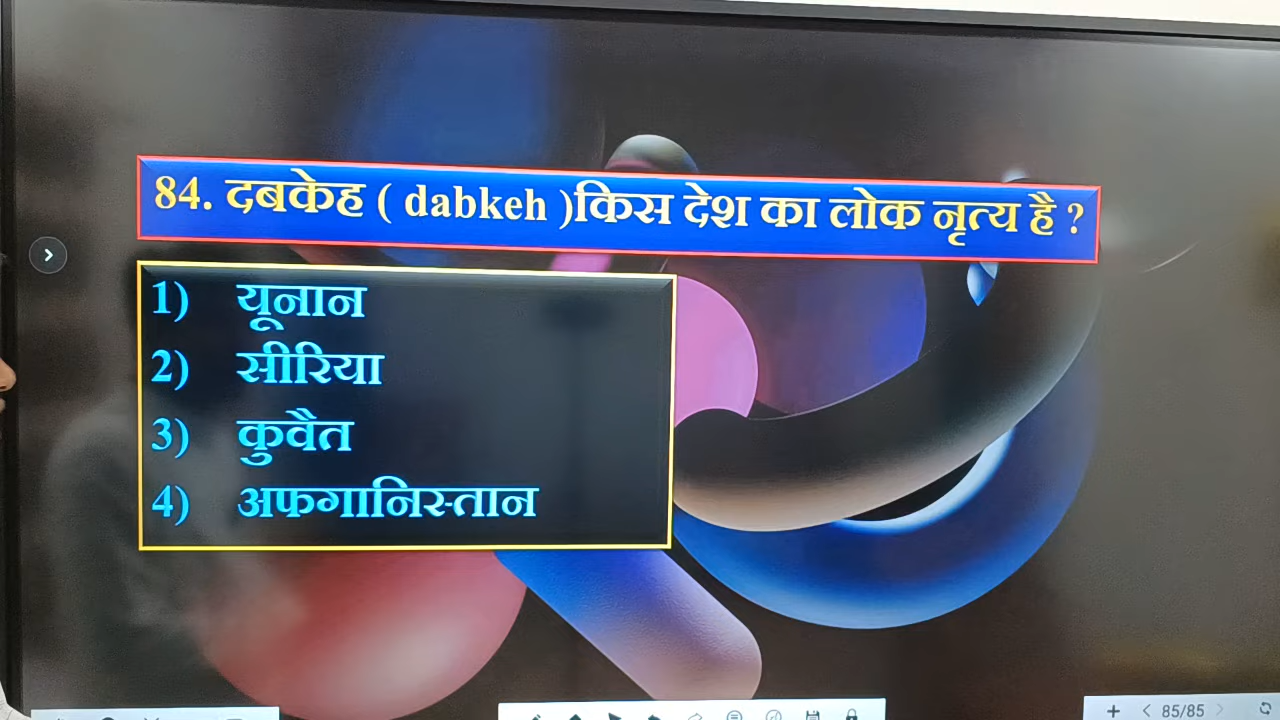 84. दबकेह ( dabkeh )किस देश का लोक नृत्य है ?
1) यूनान
2) सीरिया
3) कुवैत
4) अफगानिस्तान
85/85